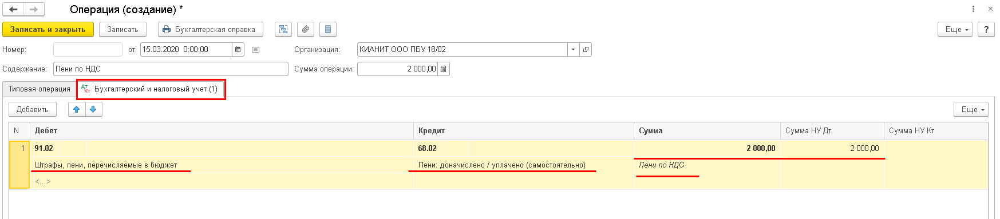 Операция (создание) *
Записать и закрыть Записать Бухгалтерская справка Еще ?
Номер: от: 15.03.2020 0:00:00 Организация: КИАНИТ ООО ПБУ 18/02
Содержание: Пени по НДС Сумма операции: 2 000,00
Типовая операция Дт Кт Бухгалтерский и налоговый учет (1)
Добавить Еще
N Дебет Кредит Сумма Сумма НУ Дт Сумма НУ Кт
1 91.02 68.02 2 000,00 2 000,00
Штрафы, пени, перечисляемые в бюджет Пени: доначислено / уплачено (самостоятельно) Пени по НДС
<...>